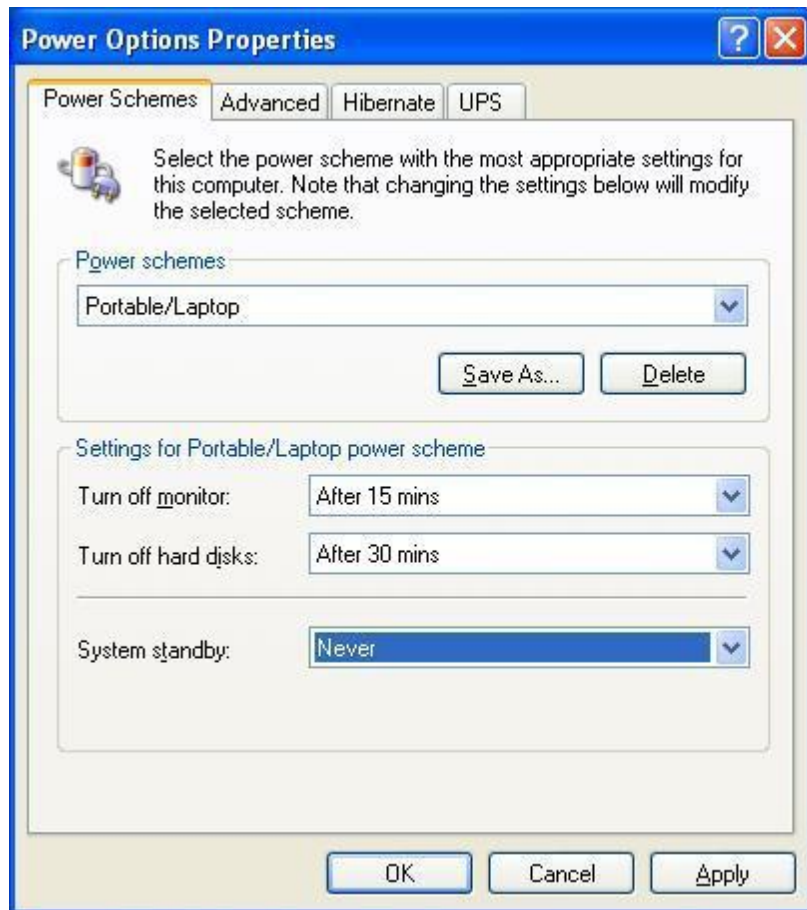 Power Options Properties
Power Schemes Advanced Hibernate UPS
Select the power scheme with the most appropriate settings for
this computer. Note that changing the settings below will modify
the selected scheme.
Power schemes
Portable/Laptop
Save As... Delete
Settings for Portable/Laptop power scheme
Turn off monitor: After 15 mins
Turn off hard disks: After 30 mins
System standby: Never
OK Cancel Apply